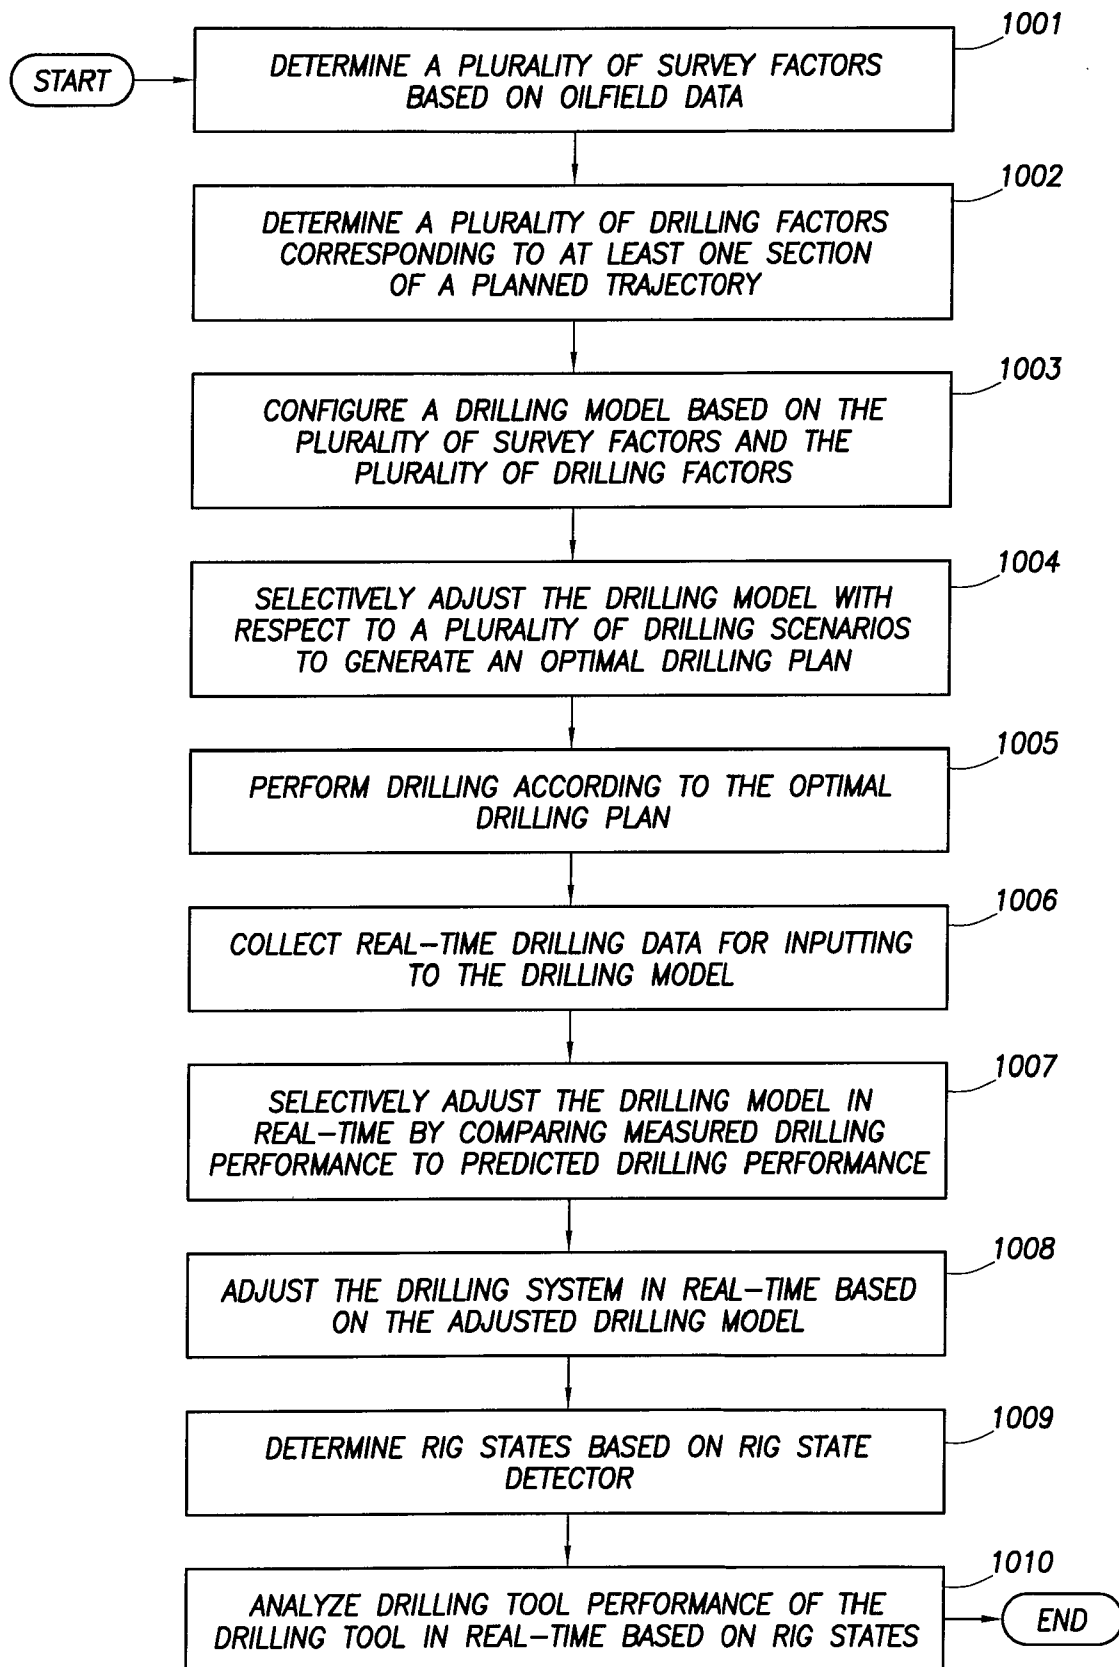 1001
START
DETERMINE A PLURALITY OF SURVEY FACTORS
BASED ON OILFIELD DATA
1002
DETERMINE A PLURALITY OF DRILLING FACTORS
CORRESPONDING TO AT LEAST ONE SECTION
OF A PLANNED TRAJECTORY
1003
CONFIGURE A DRILLING MODEL BASED ON THE
PLURALITY OF SURVEY FACTORS AND THE
PLURALITY OF DRILLING FACTORS
1004
SELECTIVELY ADJUST THE DRILLING MODEL WITH
RESPECT TO A PLURALITY OF DRILLING SCENARIOS
TO GENERATE AN OPTIMAL DRILLING PLAN
1005
PERFORM DRILLING ACCORDING TO THE OPTIMAL
DRILLING PLAN
1006
COLLECT REAL-TIME DRILLING DATA FOR INPUTTING
TO THE DRILLING MODEL
1007
SELECTIVELY ADJUST THE DRILLING MODEL IN
REAL-TIME BY COMPARING MEASURED DRILLING
PERFORMANCE TO PREDICTED DRILLING PERFORMANCE
1008
ADJUST THE DRILLING SYSTEM IN REAL-TIME BASED
ON THE ADJUSTED DRILLING MODEL
1009
DETERMINE RIG STATES BASED ON RIG STATE
DETECTOR
1010
ANALYZE DRILLING TOOL PERFORMANCE OF THE
DRILLING TOOL IN REAL-TIME BASED ON RIG STATES
END